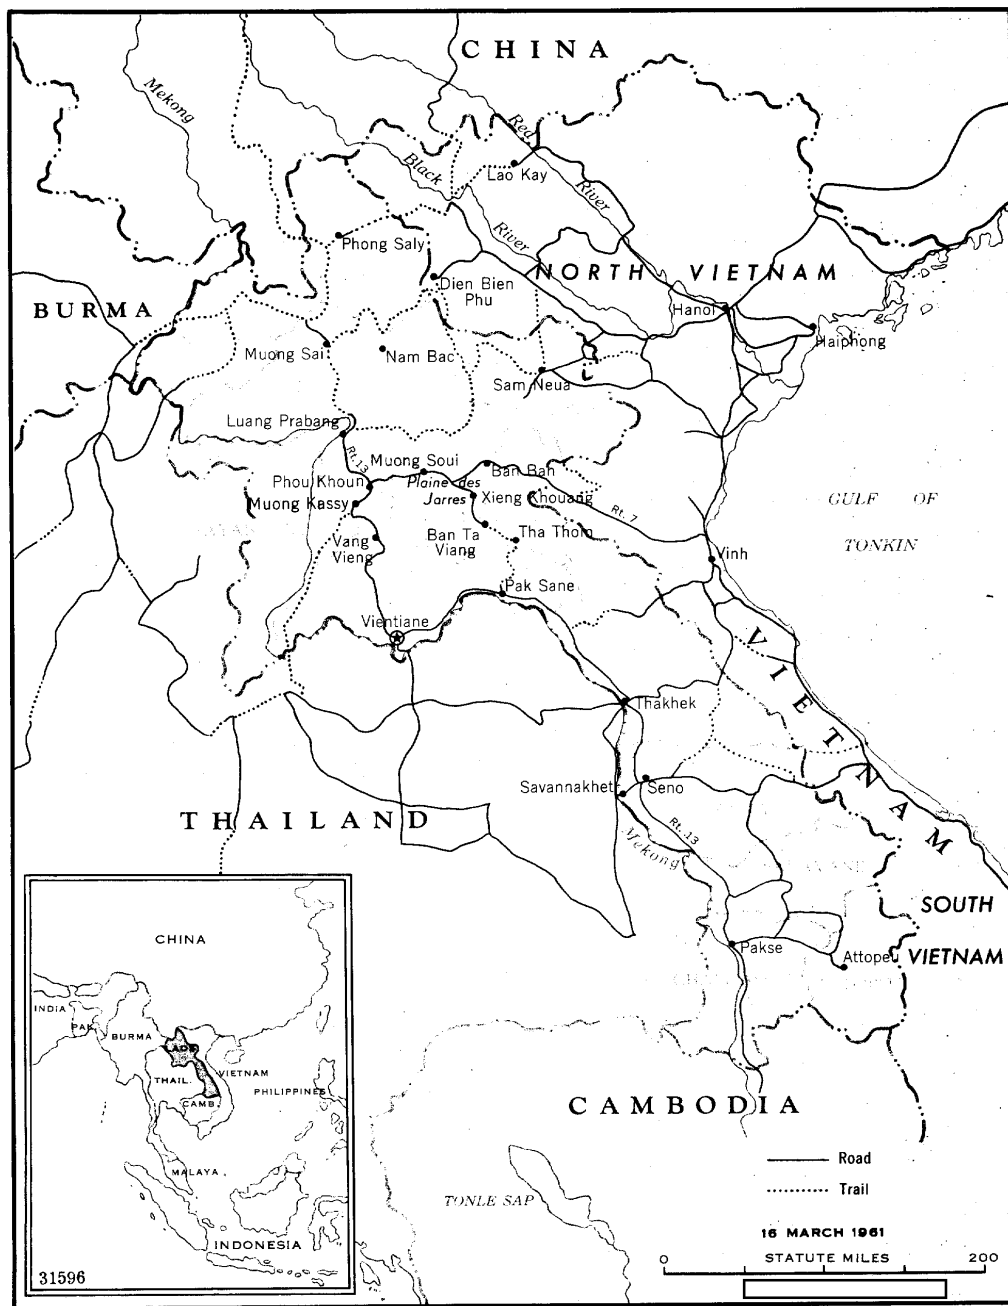 CHINA
Mekong
Red
River
Black
River
Lao Kay
Phong Saly
NORTH VIETNAM
Dien Bien
Phu
BURMA
Hanoi
Haiphong
Muong Sai
Nam Bac
Sam Neua
Luang Prabang
Rt. 13
Muong Soui
Ban Bah
Phou Khoun
Plaine des
Jarres
Xieng Khouang
Muong Kassy
Rt. 7
GULF OF
TONKIN
Vang
Vieng
Ban Ta
Viang
Tha Thom
Vinh
Pak Sane
Vientiane
VIETNAM
Thakhek
Savannakhet
Seno
THAILAND
Rt. 13
Mekong
SOUTH
VIETNAM
Pakse
Attopeu
CAMBODIA
TONLE SAP
Road
Trail
16 MARCH 1961
STATUTE MILES
0 200
CHINA
INDIA
PAK.
BURMA
LAOS
THAIL.
VIETNAM
CAMB.
PHILIPPINES
MALAYA
INDONESIA
31596